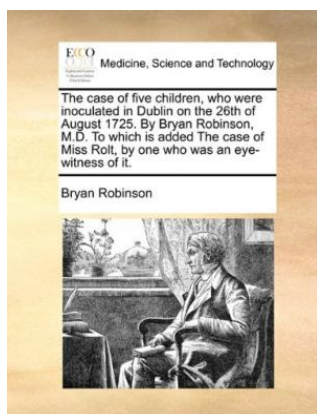 ECCO
Medicine, Science and Technology
The case of five children, who were
inoculated in Dublin on the 26th of
August 1725. By Bryan Robinson,
M.D. To which is added The case of
Miss Rolt, by one who was an eye-
witness of it.
Bryan Robinson